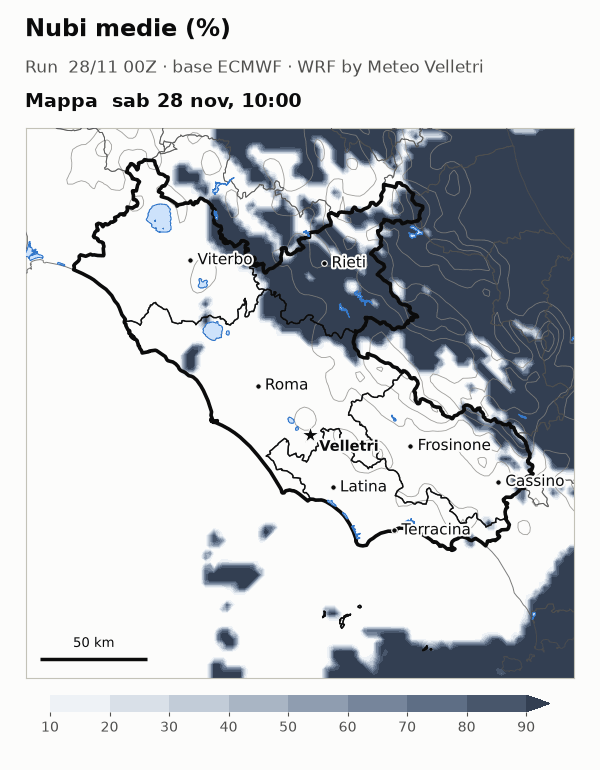 Nubi medie (%)
Run  28/11 00Z · base ECMWF · WRF by Meteo Velletri
Mappa  sab 28 nov, 10:00
Viterbo
Rieti
Roma
Velletri
Frosinone
Cassino
Latina
Terracina
50 km
10 20 30 40 50 60 70 80 90